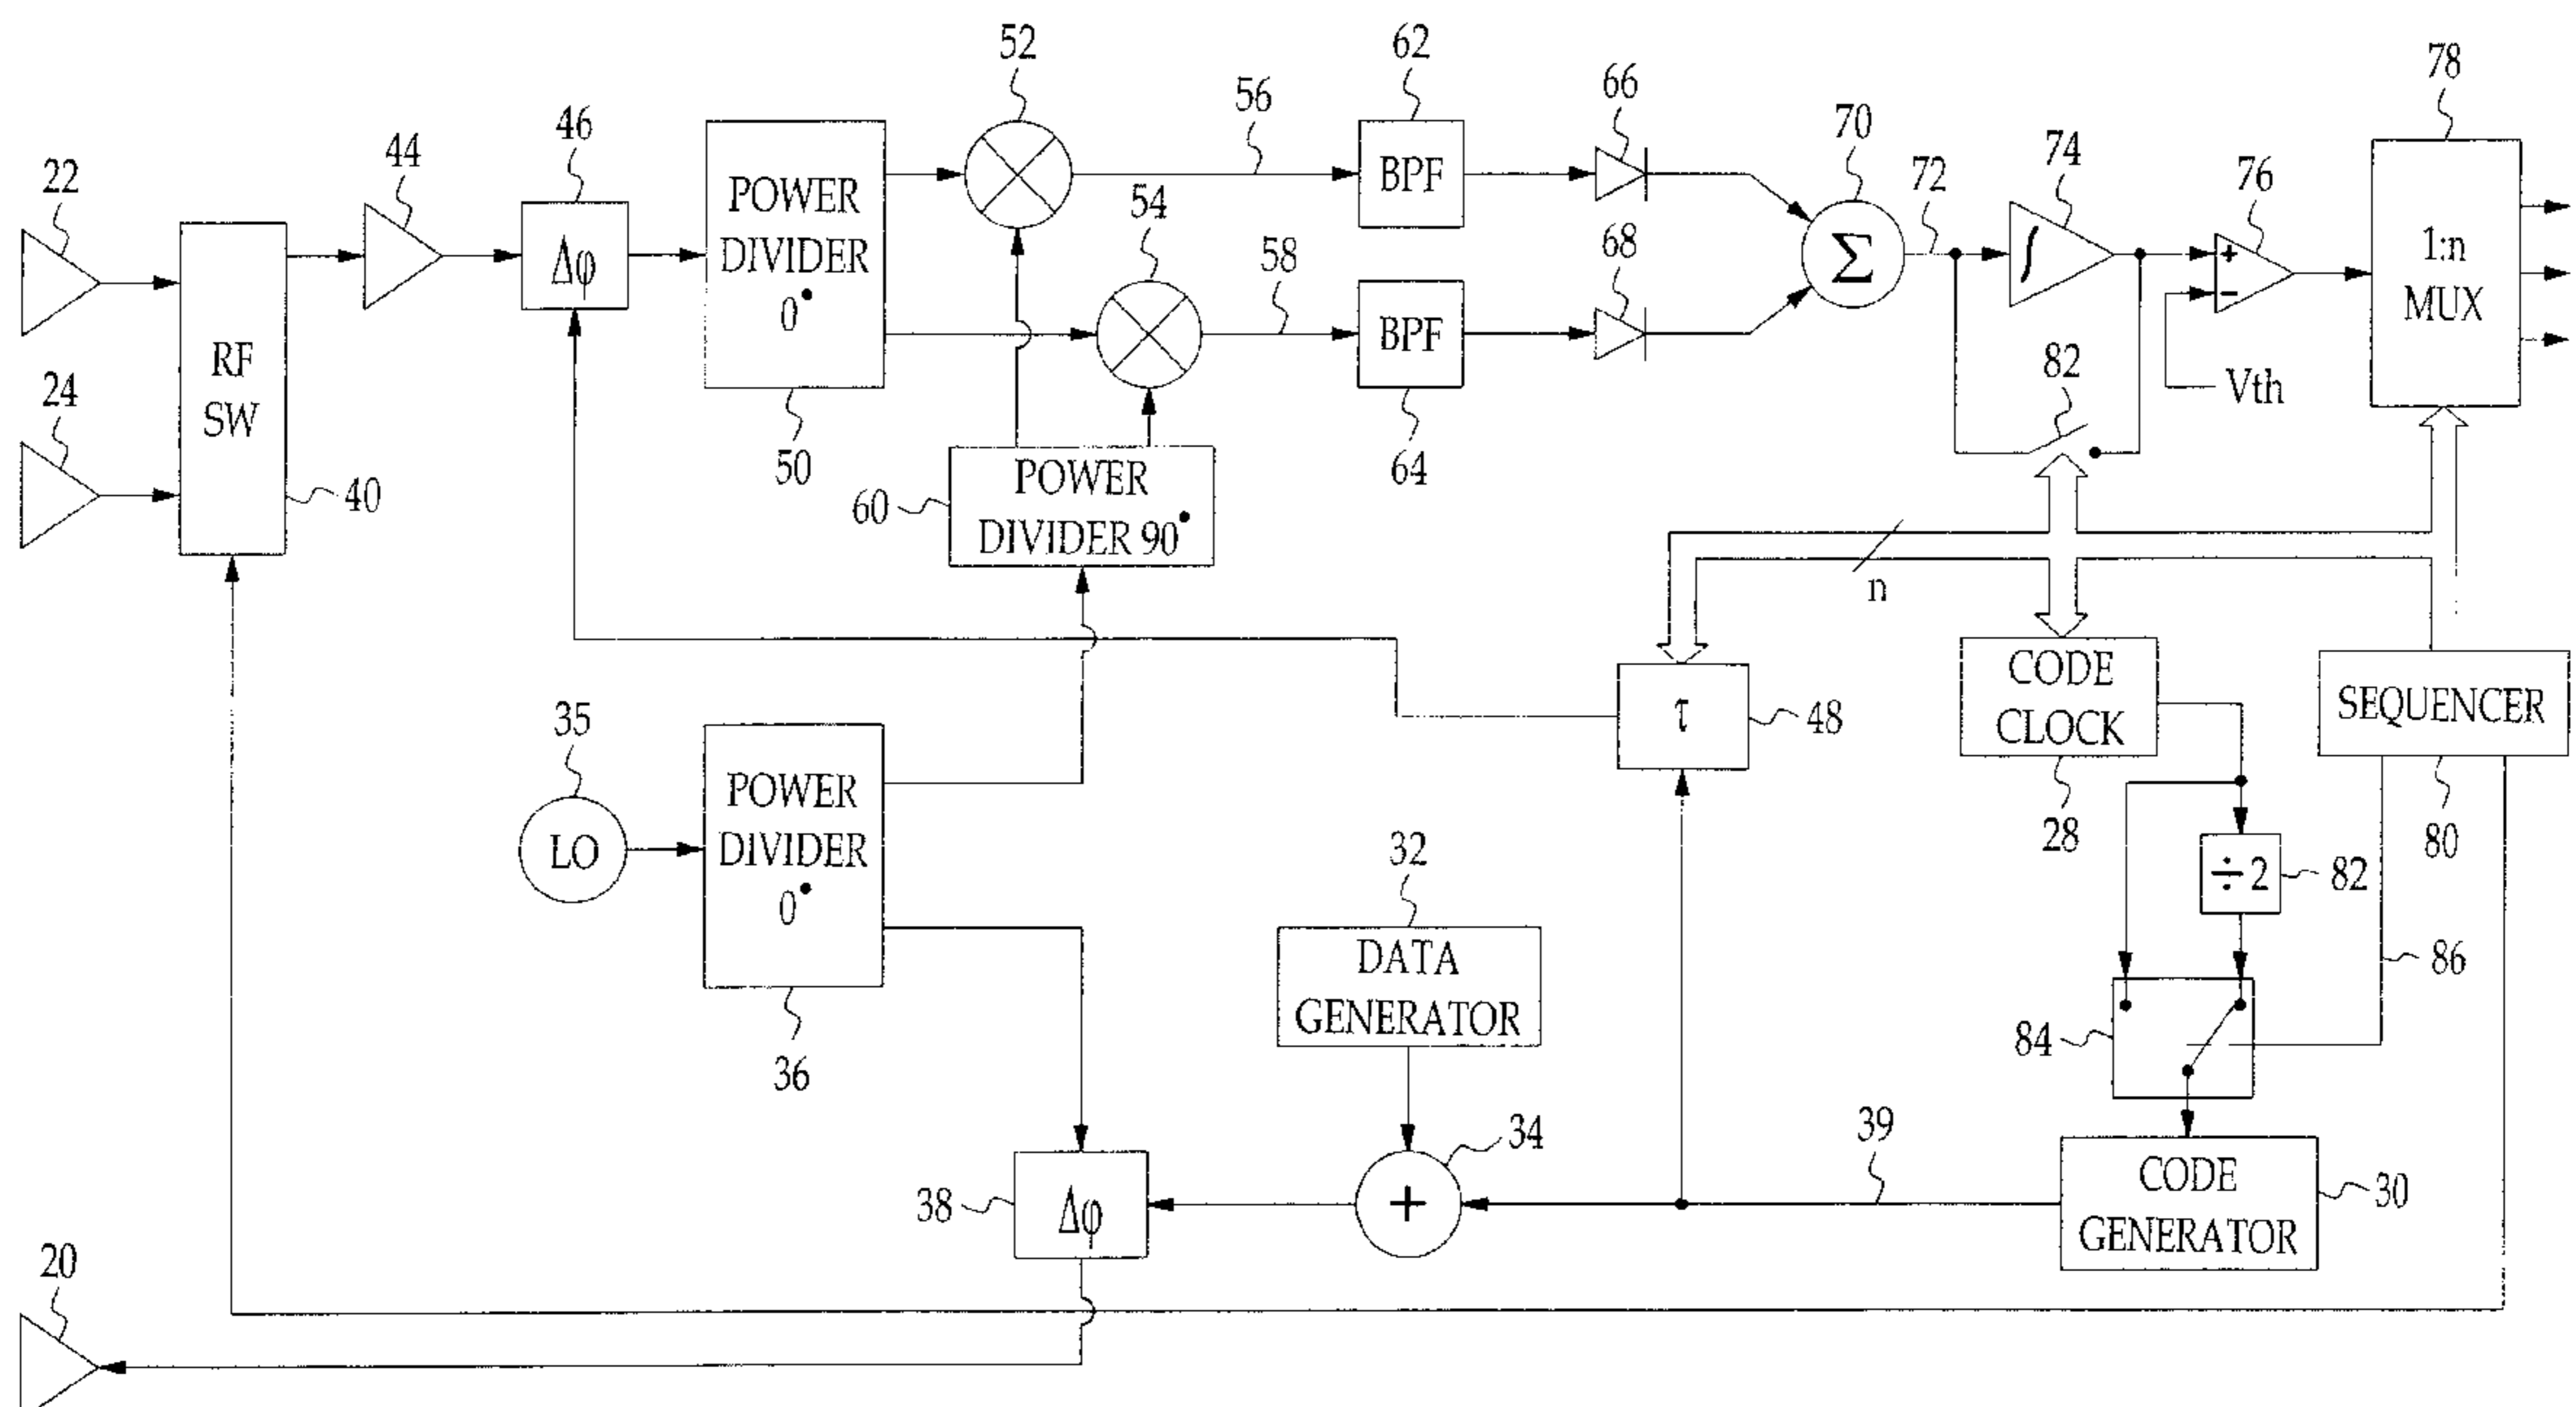 52
62
78
66
56
46
70
44
74
22
72
76
54
POWER
DIVIDER
0°
BPF
Δφ
Σ
∫
+
−
1:n
MUX
68
58
RF
SW
BPF
82
Vth
24
40
50
64
60
POWER
DIVIDER 90°
n
CODE
CLOCK
SEQUENCER
35
τ
48
LO
POWER
DIVIDER
0°
32
28
÷2
82
80
DATA
GENERATOR
86
36
84
34
39
38
Δφ
+
CODE
GENERATOR
30
20